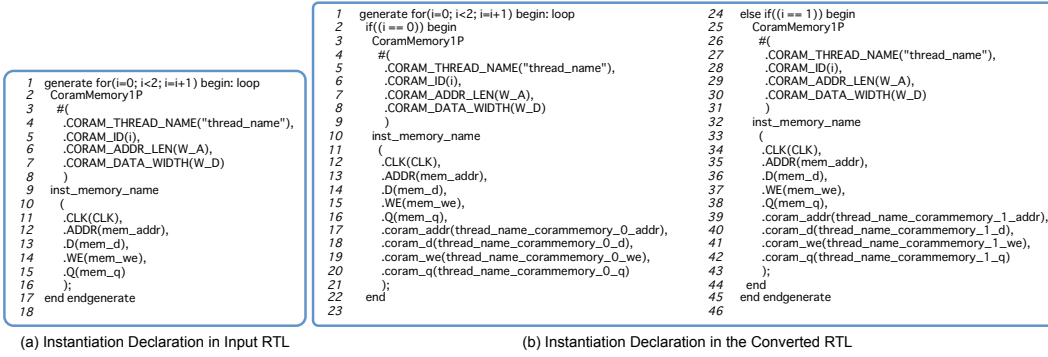 1 generate for(i=0; i<2; i=i+1) begin: loop
2 CoramMemory1P
3 #(
4 .CORAM_THREAD_NAME("thread_name"),
5 .CORAM_ID(i),
6 .CORAM_ADDR_LEN(W_A),
7 .CORAM_DATA_WIDTH(W_D)
8 )
9 inst_memory_name
10 (
11 .CLK(CLK),
12 .ADDR(mem_addr),
13 .D(mem_d),
14 .WE(mem_we),
15 .Q(mem_q)
16 );
17 end endgenerate
18
(a) Instantiation Declaration in Input RTL
1 generate for(i=0; i<2; i=i+1) begin: loop
2 if((i == 0)) begin
3 CoramMemory1P
4 #(
5 .CORAM_THREAD_NAME("thread_name"),
6 .CORAM_ID(i),
7 .CORAM_ADDR_LEN(W_A),
8 .CORAM_DATA_WIDTH(W_D)
9 )
10 inst_memory_name
11 (
12 .CLK(CLK),
13 .ADDR(mem_addr),
14 .D(mem_d),
15 .WE(mem_we),
16 .Q(mem_q),
17 .coram_addr(thread_name_corammemory_0_addr),
18 .coram_d(thread_name_corammemory_0_d),
19 .coram_we(thread_name_corammemory_0_we),
20 .coram_q(thread_name_corammemory_0_q)
21 );
22 end
23
24 else if((i == 1)) begin
25 CoramMemory1P
26 #(
27 .CORAM_THREAD_NAME("thread_name"),
28 .CORAM_ID(i),
29 .CORAM_ADDR_LEN(W_A),
30 .CORAM_DATA_WIDTH(W_D)
31 )
32 inst_memory_name
33 (
34 .CLK(CLK),
35 .ADDR(mem_addr),
36 .D(mem_d),
37 .WE(mem_we),
38 .Q(mem_q),
39 .coram_addr(thread_name_corammemory_1_addr),
40 .coram_d(thread_name_corammemory_1_d),
41 .coram_we(thread_name_corammemory_1_we),
42 .coram_q(thread_name_corammemory_1_q)
43 );
44 end
45 end endgenerate
46
(b) Instantiation Declaration in the Converted RTL